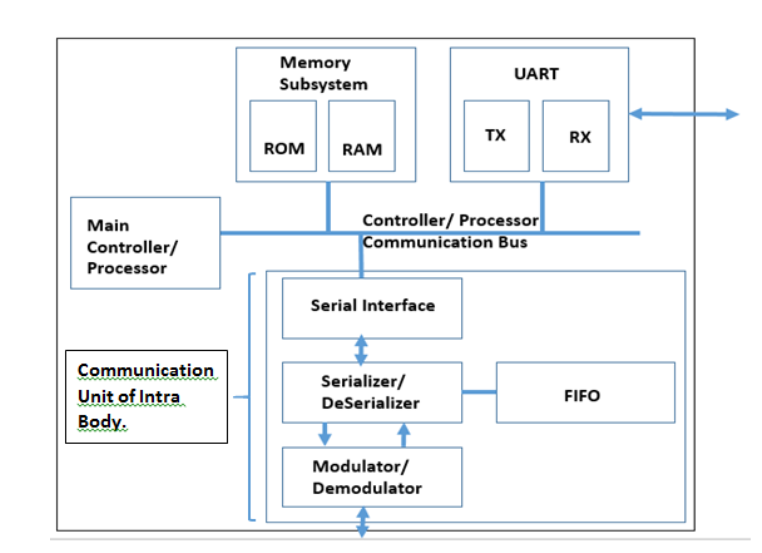 Memory
Subsystem
ROM
RAM
UART
TX
RX
Main
Controller/
Processor
Controller/ Processor
Communication Bus
Serial Interface
Communication
Unit of Intra
Body.
Serializer/
DeSerializer
FIFO
Modulator/
Demodulator